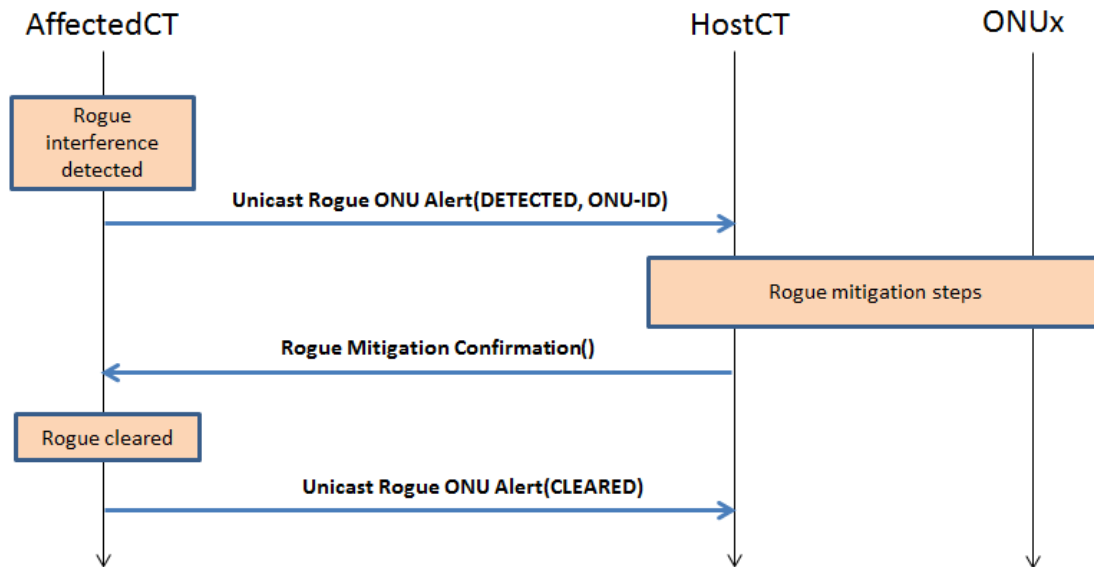 AffectedCT
HostCT
ONUx
Rogue
interference
detected
Unicast Rogue ONU Alert(DETECTED, ONU-ID)
Rogue mitigation steps
Rogue Mitigation Confirmation()
Rogue cleared
Unicast Rogue ONU Alert(CLEARED)